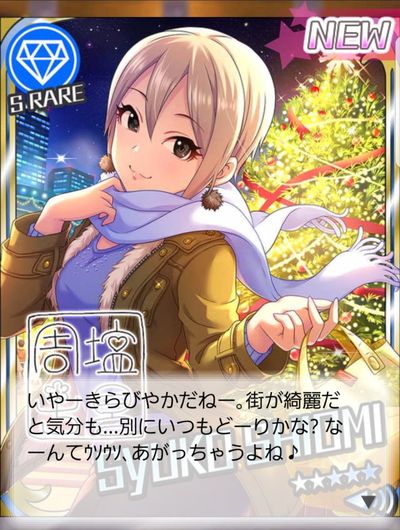 NEW
S.RARE
周塩
いやーきらびやかだねー。街が綺麗だ
と気分も…別にいつもどーりかな?な
ーんてｳｿｳｿ、あがっちゃうよね♪
SYUKO SHIOMI